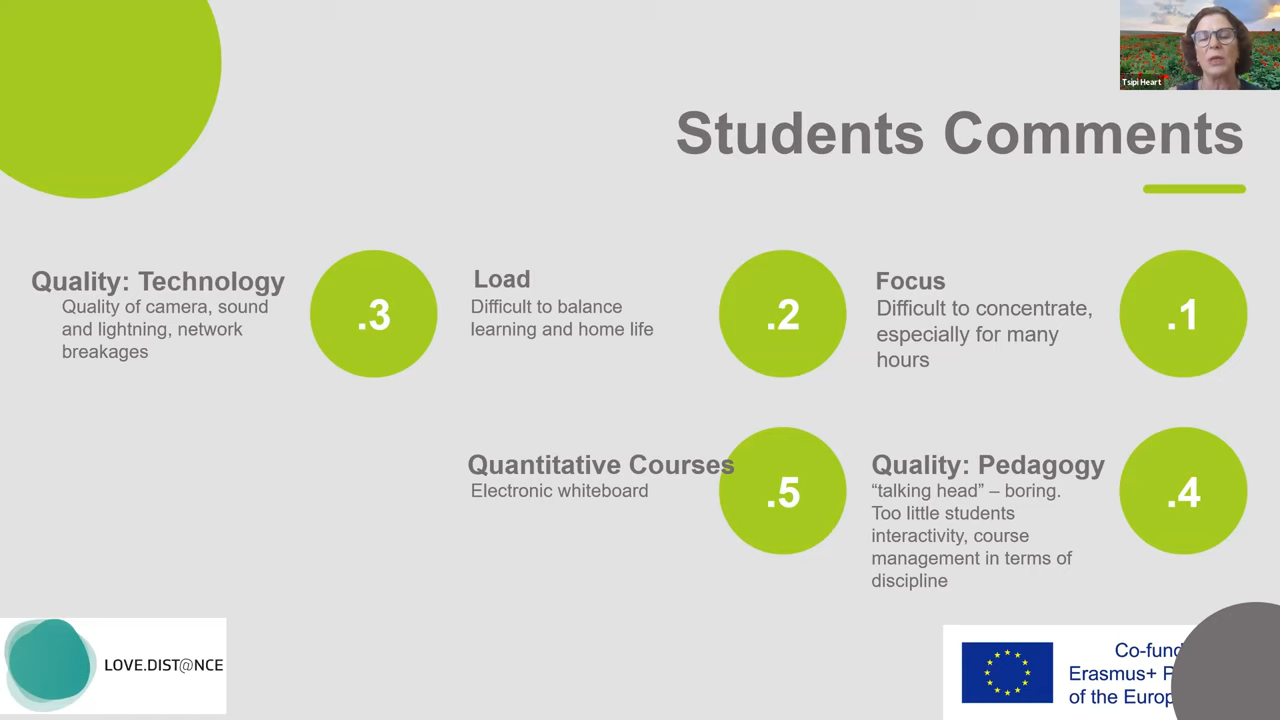 Tsipi Heart
Students Comments
.1
Focus
Difficult to concentrate,
especially for many
hours
.2
Load
Difficult to balance
learning and home life
.3
Quality: Technology
Quality of camera, sound
and lightning, network
breakages
.4
Quality: Pedagogy
“talking head” – boring.
Too little students
interactivity, course
management in terms of
discipline
.5
Quantitative Courses
Electronic whiteboard
LOVE.DIST@NCE
Co-fun
Erasmus+
of the Europ